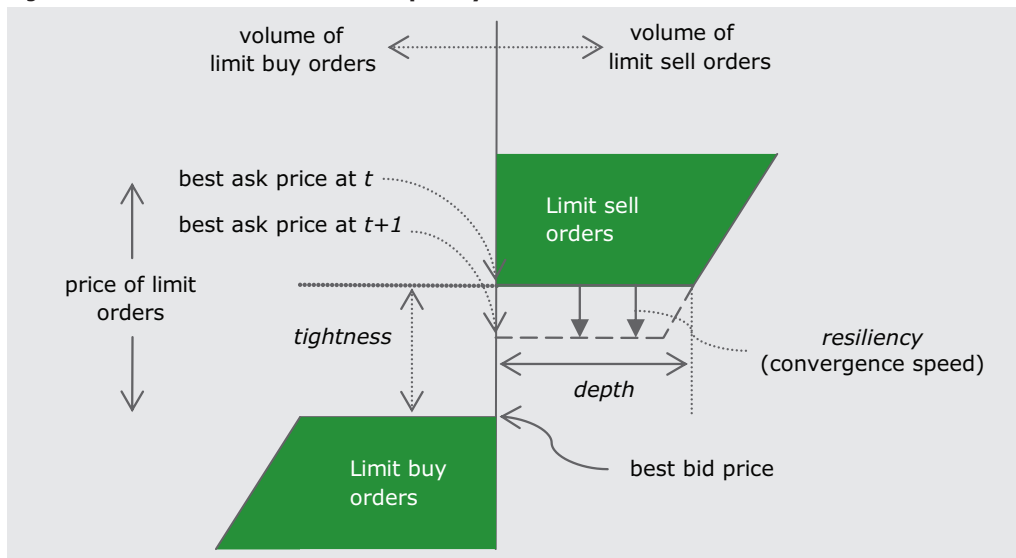 volume of
limit buy orders
volume of
limit sell orders
best ask price at t
best ask price at t+1
Limit sell
orders
price of limit
orders
tightness
resiliency
(convergence speed)
depth
Limit buy
orders
best bid price